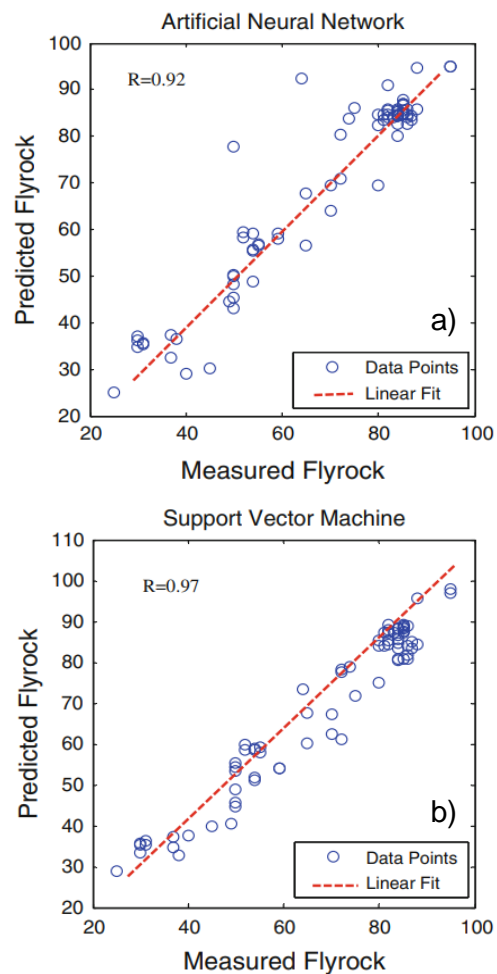 Artificial Neural Network
100
90
80
70
60
50
40
30
20
R=0.92
a)
Data Points
Linear Fit
20 40 60 80 100
Predicted Flyrock
Measured Flyrock
Support Vector Machine
110
100
90
80
70
60
50
40
30
20
R=0.97
b)
Data Points
Linear Fit
20 40 60 80 100
Predicted Flyrock
Measured Flyrock